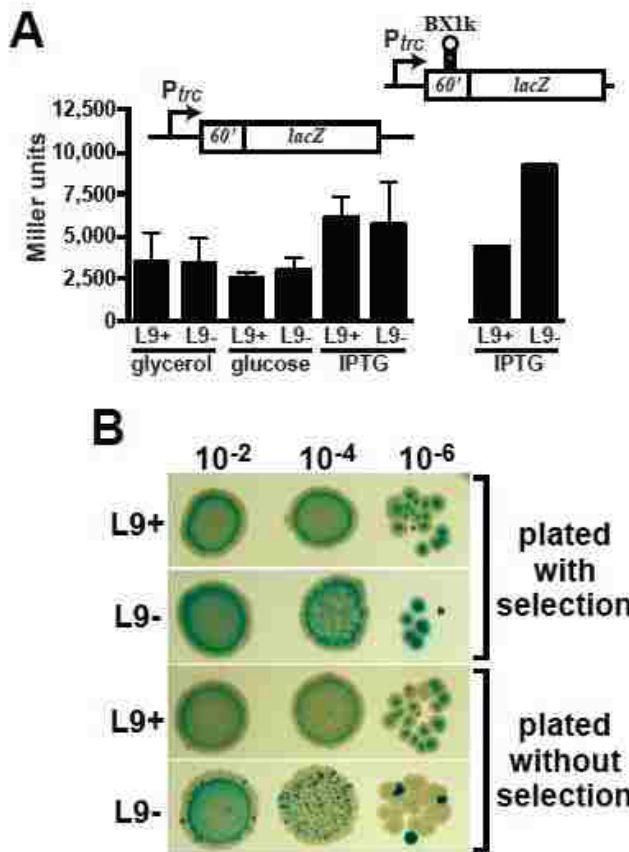 A
BX1k
Ptrc
60' lacZ
Ptrc
60' lacZ
Miller units
12,500
10,000
7,500
5,000
2,500
0
L9+ L9- L9+ L9- L9+ L9-
glycerol glucose IPTG
L9+ L9-
IPTG
B
10-2 10-4 10-6
L9+
L9-
plated
with
selection
L9+
L9-
plated
without
selection